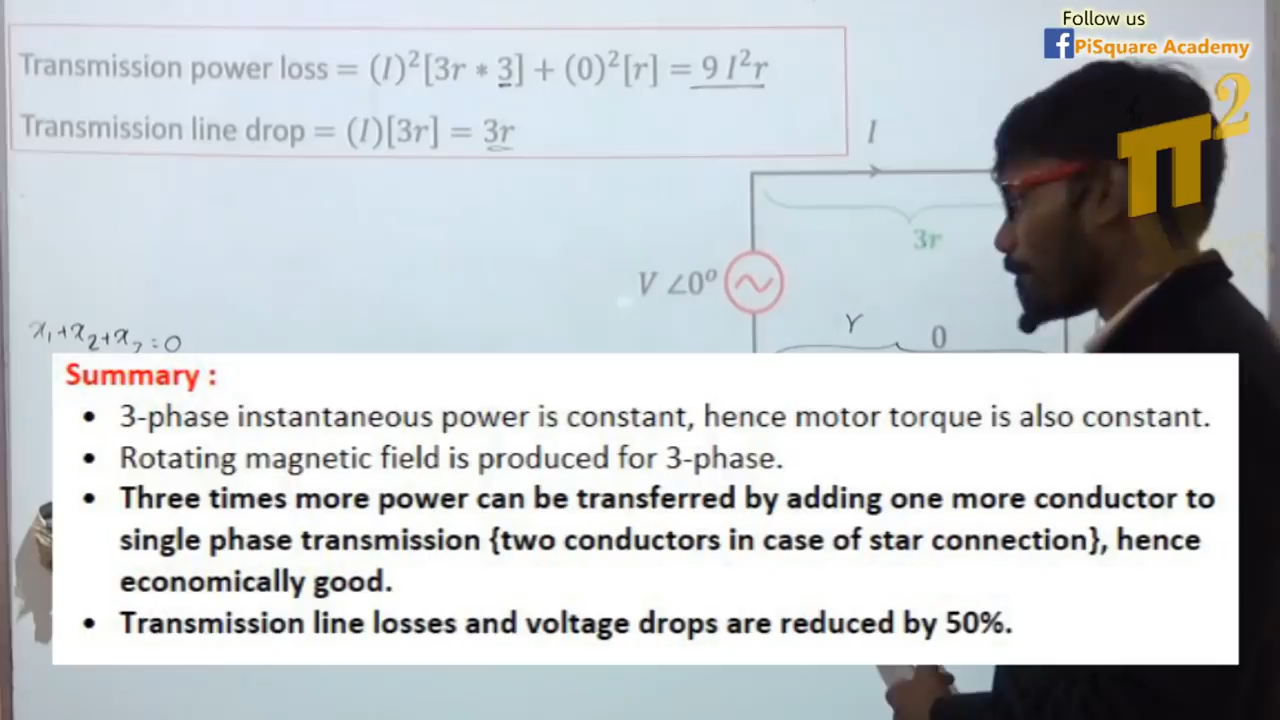 Follow us
PiSquare Academy
π²
Transmission power loss = (I)²[3r * 3] + (0)²[r] = 9 I²r
Transmission line drop = (I)[3r] = 3r
I
3r
V ∠0⁰
r
0
x₁+x₂+x₃=0
Summary :
• 3-phase instantaneous power is constant, hence motor torque is also constant.
• Rotating magnetic field is produced for 3-phase.
• Three times more power can be transferred by adding one more conductor to
single phase transmission {two conductors in case of star connection}, hence
economically good.
• Transmission line losses and voltage drops are reduced by 50%.